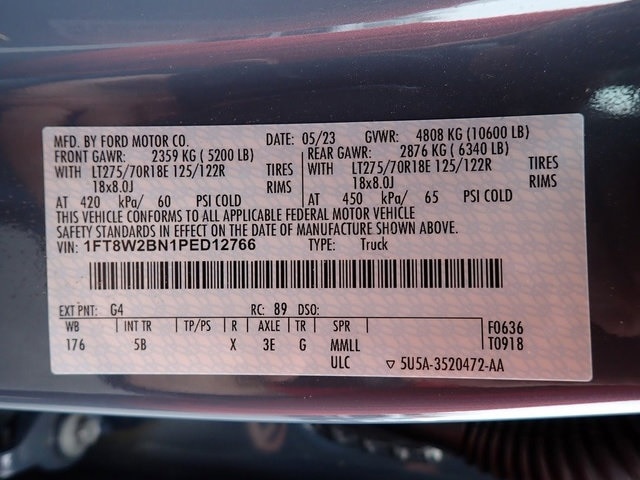 MFD. BY FORD MOTOR CO. DATE: 05/23 GVWR: 4808 KG (10600 LB)
FRONT GAWR: 2359 KG ( 5200 LB) REAR GAWR: 2876 KG ( 6340 LB)
WITH LT275/70R18E 125/122R TIRES WITH LT275/70R18E 125/122R TIRES
18x8.0J RIMS 18x8.0J RIMS
AT 420 kPa/ 60 PSI COLD AT 450 kPa/ 65 PSI COLD
THIS VEHICLE CONFORMS TO ALL APPLICABLE FEDERAL MOTOR VEHICLE
SAFETY STANDARDS IN EFFECT ON THE DATE OF MANUFACTURE SHOWN ABOVE.
VIN: 1FT8W2BN1PED12766 TYPE: Truck
EXT PNT: G4 RC: 89 DSO:
WB INT TR TP/PS R AXLE TR SPR F0636
176 5B X 3E G MMLL T0918
ULC ▽ 5U5A-3520472-AA